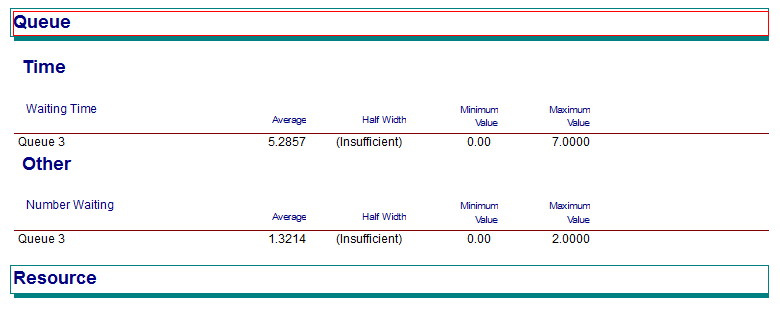 Queue
Time
Waiting Time Average Half Width Minimum Value Maximum Value
Queue 3 5.2857 (Insufficient) 0.00 7.0000
Other
Number Waiting Average Half Width Minimum Value Maximum Value
Queue 3 1.3214 (Insufficient) 0.00 2.0000
Resource